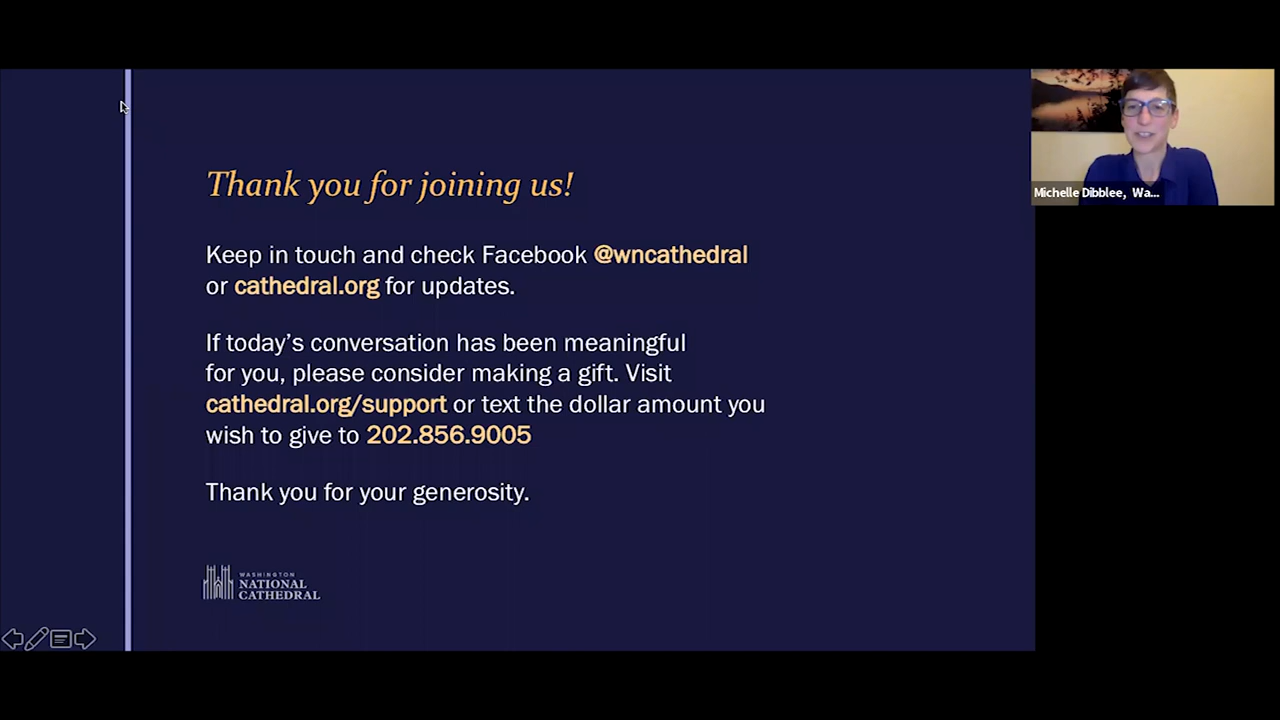 Thank you for joining us!
Keep in touch and check Facebook @wncathedral
or cathedral.org for updates.
If today’s conversation has been meaningful
for you, please consider making a gift. Visit
cathedral.org/support or text the dollar amount you
wish to give to 202.856.9005
Thank you for your generosity.
WASHINGTON
NATIONAL
CATHEDRAL
Michelle Dibblee, Wa...